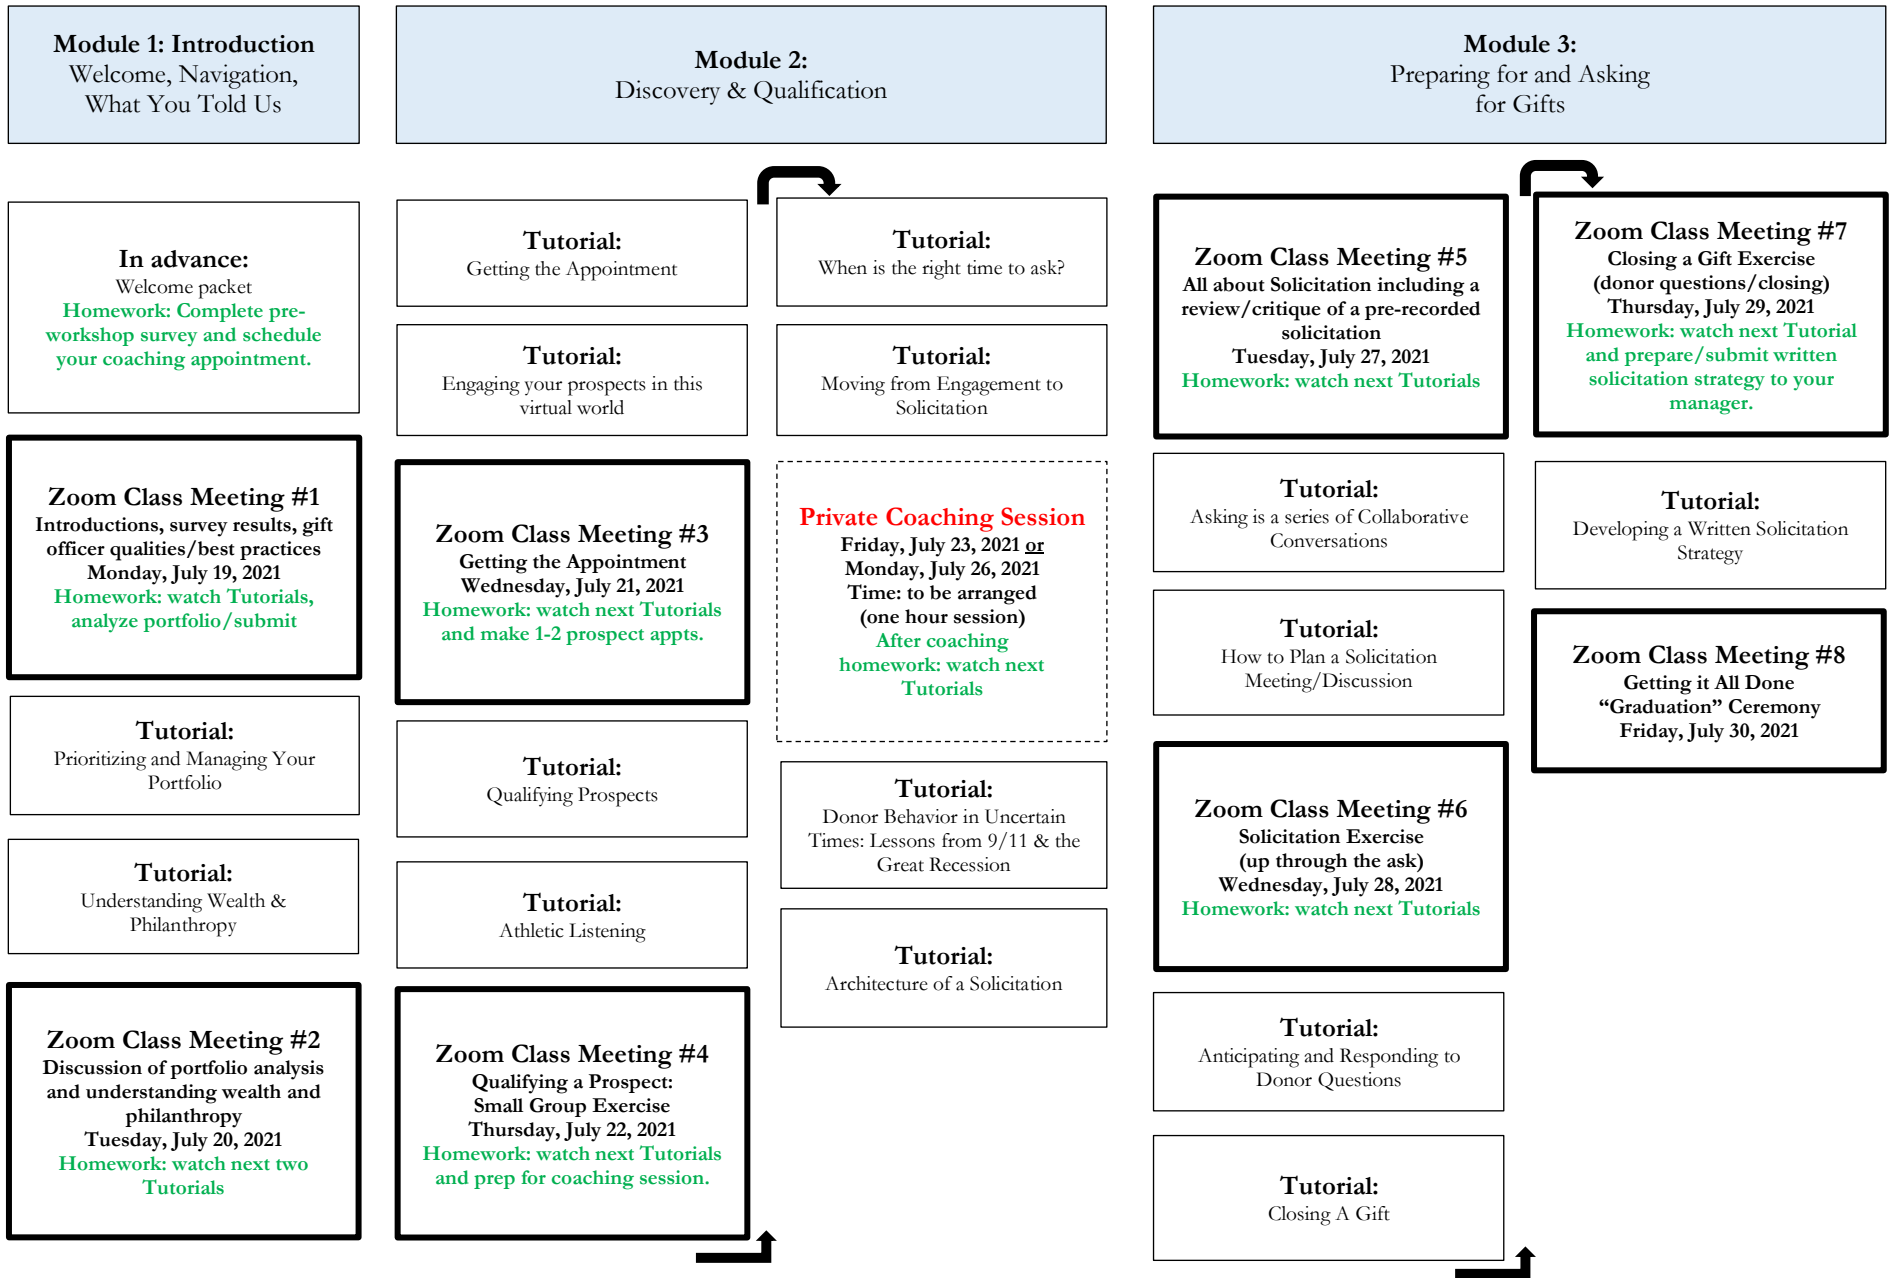 Module 1: Introduction
Welcome, Navigation,
What You Told Us
In advance:
Welcome packet
Homework: Complete pre-
workshop survey and schedule
your coaching appointment.
Zoom Class Meeting #1
Introductions, survey results, gift
officer qualities/best practices
Monday, July 19, 2021
Homework: watch Tutorials,
analyze portfolio/submit
Tutorial:
Prioritizing and Managing Your
Portfolio
Tutorial:
Understanding Wealth &
Philanthropy
Zoom Class Meeting #2
Discussion of portfolio analysis
and understanding wealth and
philanthropy
Tuesday, July 20, 2021
Homework: watch next two
Tutorials
Module 2:
Discovery & Qualification
Tutorial:
Getting the Appointment
Tutorial:
Engaging your prospects in this
virtual world
Zoom Class Meeting #3
Getting the Appointment
Wednesday, July 21, 2021
Homework: watch next Tutorials
and make 1-2 prospect appts.
Tutorial:
Qualifying Prospects
Tutorial:
Athletic Listening
Zoom Class Meeting #4
Qualifying a Prospect:
Small Group Exercise
Thursday, July 22, 2021
Homework: watch next Tutorials
and prep for coaching session.
Tutorial:
When is the right time to ask?
Tutorial:
Moving from Engagement to
Solicitation
Private Coaching Session
Friday, July 23, 2021 or
Monday, July 26, 2021
Time: to be arranged
(one hour session)
After coaching
homework: watch next
Tutorials
Tutorial:
Donor Behavior in Uncertain
Times: Lessons from 9/11 & the
Great Recession
Tutorial:
Architecture of a Solicitation
Module 3:
Preparing for and Asking
for Gifts
Zoom Class Meeting #5
All about Solicitation including a
review/critique of a pre-recorded
solicitation
Tuesday, July 27, 2021
Homework: watch next Tutorials
Tutorial:
Asking is a series of Collaborative
Conversations
Tutorial:
How to Plan a Solicitation
Meeting/Discussion
Zoom Class Meeting #6
Solicitation Exercise
(up through the ask)
Wednesday, July 28, 2021
Homework: watch next Tutorials
Tutorial:
Anticipating and Responding to
Donor Questions
Tutorial:
Closing A Gift
Zoom Class Meeting #7
Closing a Gift Exercise
(donor questions/closing)
Thursday, July 29, 2021
Homework: watch next Tutorial
and prepare/submit written
solicitation strategy to your
manager.
Tutorial:
Developing a Written Solicitation
Strategy
Zoom Class Meeting #8
Getting it All Done
“Graduation” Ceremony
Friday, July 30, 2021